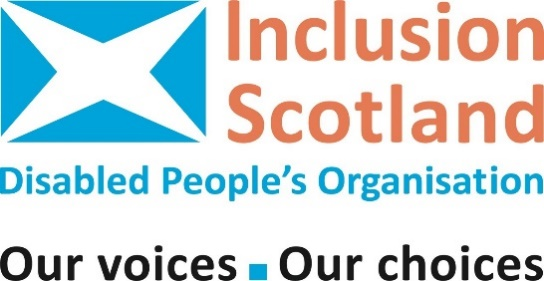 Inclusion
Scotland
Disabled People's Organisation
Our voices ■ Our choices